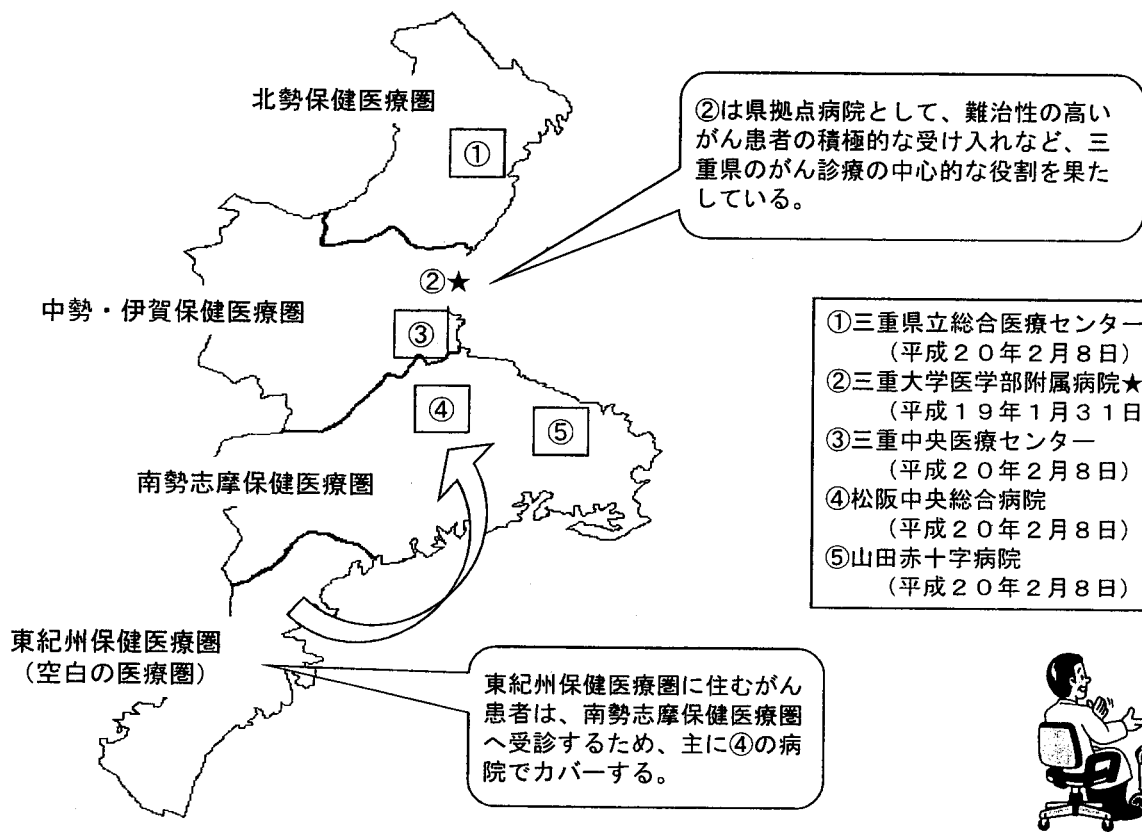 北勢保健医療圏
①
②は県拠点病院として、難治性の高い
がん患者の積極的な受け入れなど、三
重県のがん診療の中心的な役割を果た
している。
②★
中勢・伊賀保健医療圏
③
④
⑤
南勢志摩保健医療圏
①三重県立総合医療センター
(平成20年2月8日)
②三重大学医学部附属病院★
(平成19年1月31日
③三重中央医療センター
(平成20年2月8日)
④松阪中央総合病院
(平成20年2月8日)
⑤山田赤十字病院
(平成20年2月8日)
東紀州保健医療圏
(空白の医療圏)
東紀州保健医療圏に住むがん
患者は、南勢志摩保健医療圏
へ受診するため、主に④の病
院でカバーする。